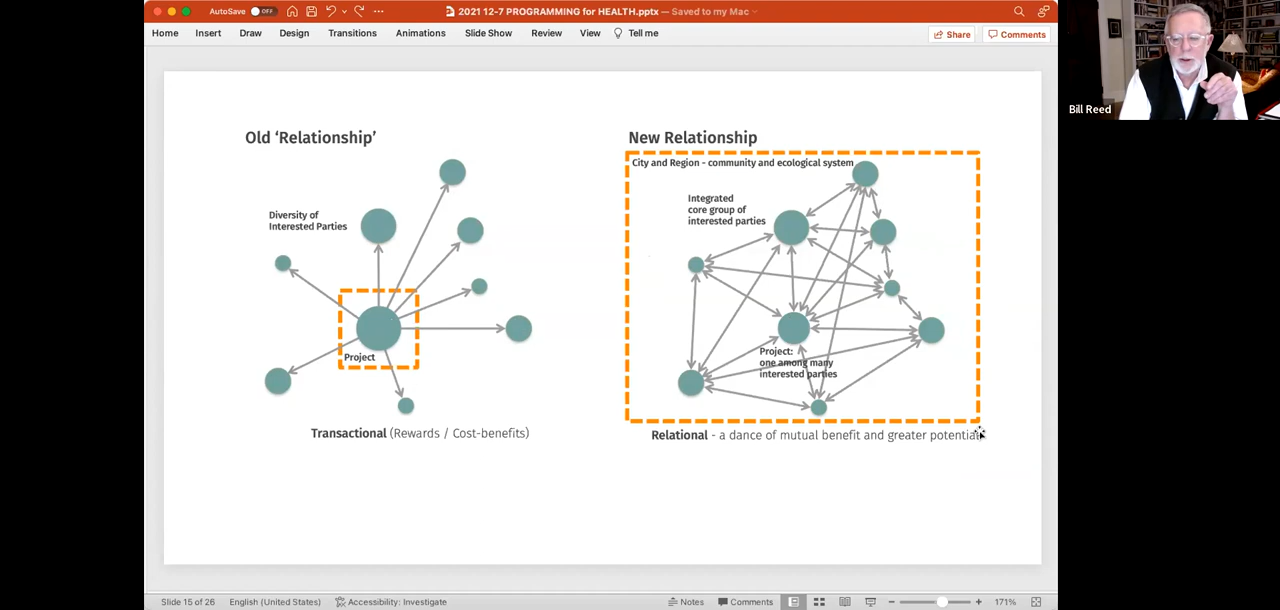 AutoSave OFF
2021 12-7 PROGRAMMING for HEALTH.pptx — Saved to my Mac
Home Insert Draw Design Transitions Animations Slide Show Review View Tell me Share Comments
Bill Reed
Old ‘Relationship’
Diversity of
Interested Parties
Project
Transactional (Rewards / Cost-benefits)
New Relationship
City and Region - community and ecological system
Integrated
core group of
interested parties
Project:
one among many
interested parties
Relational - a dance of mutual benefit and greater potential
Slide 15 of 26 English (United States) Accessibility: Investigate Notes Comments 171%